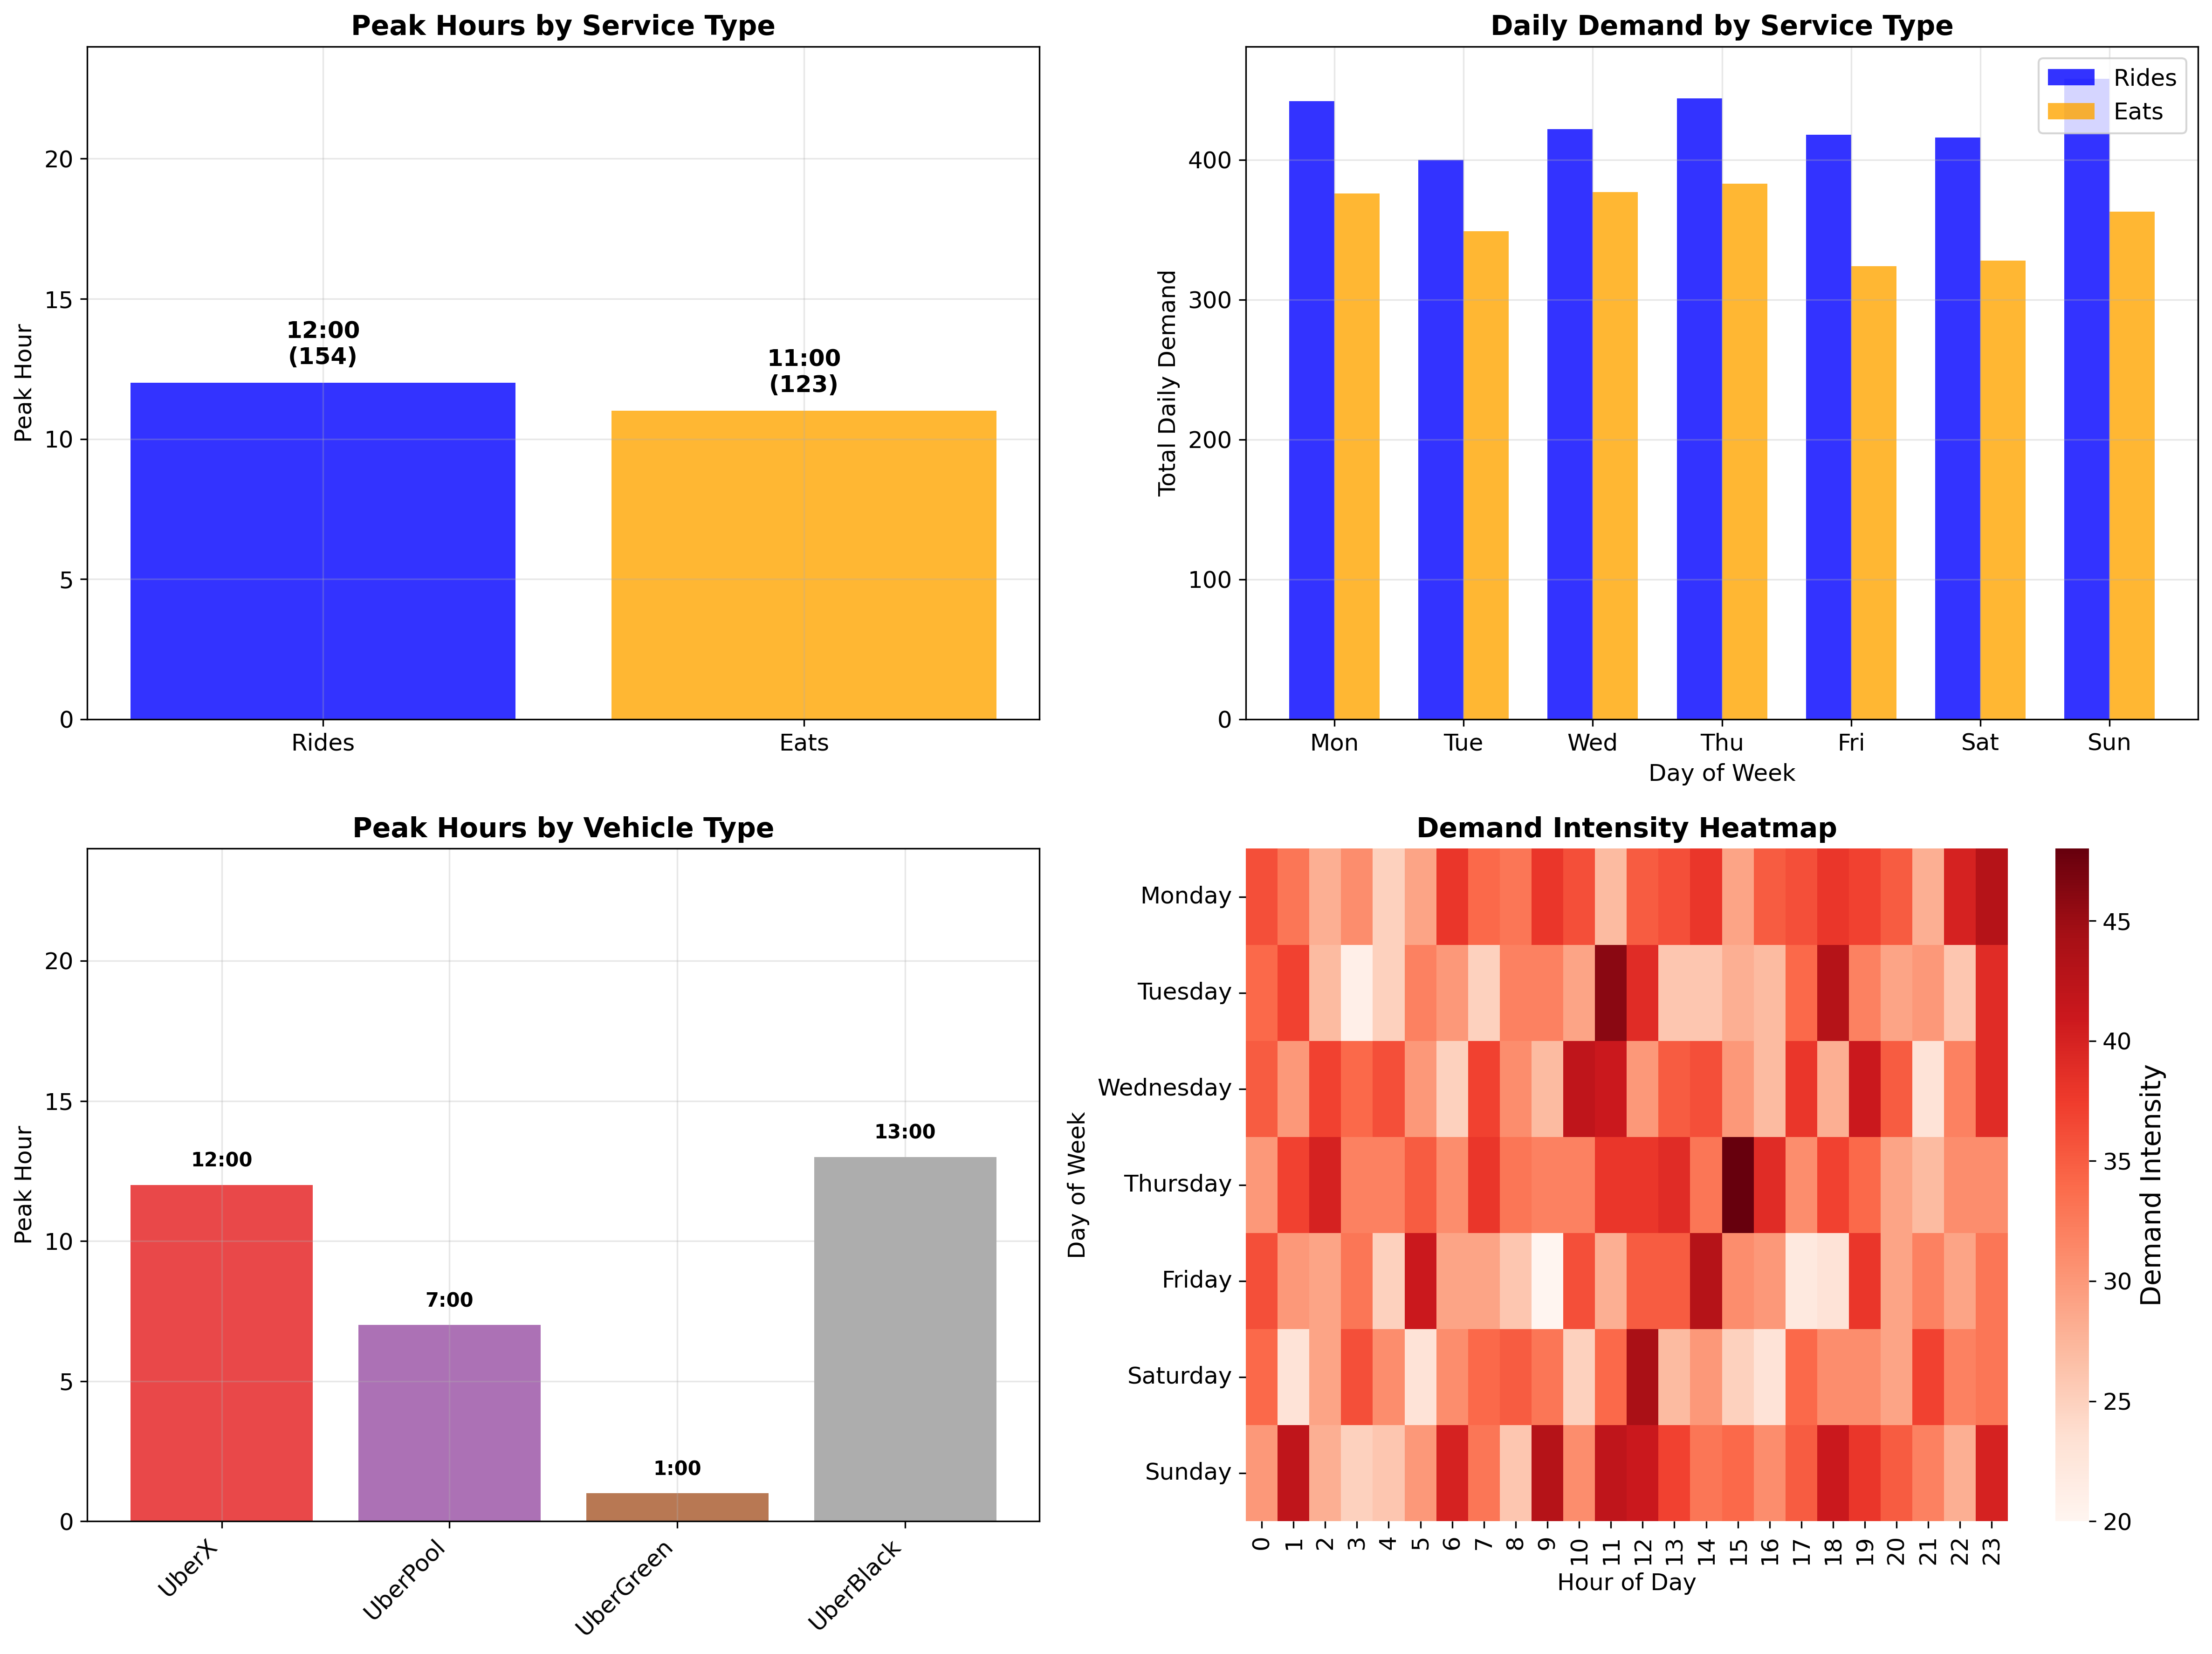 Peak Hours by Service Type
Peak Hour
20
15
10
5
0
12:00
(154)
11:00
(123)
Rides
Eats
Daily Demand by Service Type
Total Daily Demand
400
300
200
100
0
Rides
Eats
Mon
Tue
Wed
Thu
Fri
Sat
Sun
Day of Week
Peak Hours by Vehicle Type
Peak Hour
20
15
10
5
0
12:00
7:00
1:00
13:00
UberX
UberPool
UberGreen
UberBlack
Demand Intensity Heatmap
Day of Week
Monday
Tuesday
Wednesday
Thursday
Friday
Saturday
Sunday
0
1
2
3
4
5
6
7
8
9
10
11
12
13
14
15
16
17
18
19
20
21
22
23
Hour of Day
45
40
35
30
25
20
Demand Intensity